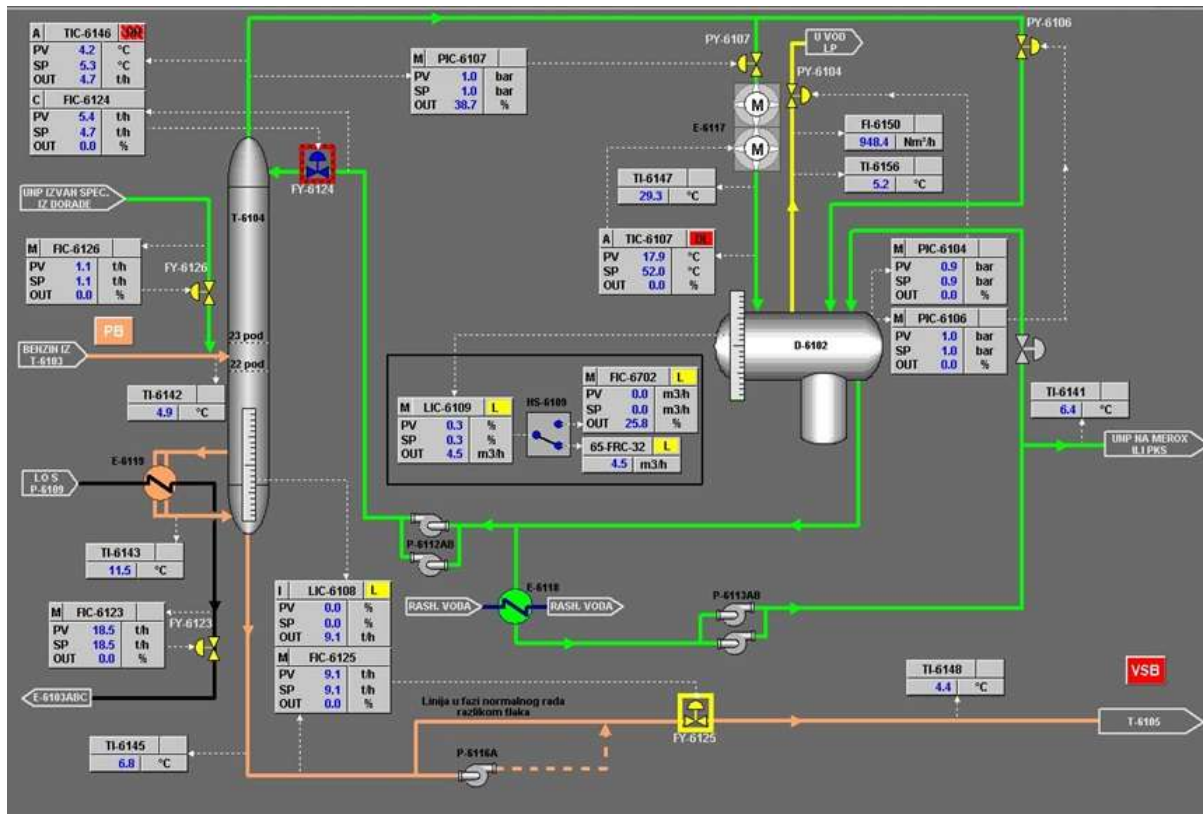 A TIC-6146
PV 4.2 °C
SP 5.3 °C
OUT 4.7 t/h
C FIC-6124
PV 5.4 t/h
SP 4.7 t/h
OUT 0.0 %
M PIC-6107
PV 1.0 bar
SP 1.0 bar
OUT 38.7 %
PY-6107
U VOD
LP
PY-6106
PY-6104
M
E-6117
M
FI-6150
948.4 Nm³/h
TI-6156
5.2 °C
TI-6147
29.3 °C
FY-6124
UNP IZVAN SPEC.
IZ DORADE
T-6104
M FIC-6126
PV 1.1 t/h
SP 1.1 t/h
OUT 0.0 %
FY-6126
A TIC-6107
PV 17.9 °C
SP 52.0 °C
OUT 0.0 %
M PIC-6104
PV 0.9 bar
SP 0.9 bar
OUT 0.0 %
M PIC-6106
PV 1.0 bar
SP 1.0 bar
OUT 0.0 %
PB
BENZIN IZ
T-6103
23 pod
22 pod
D-6102
TI-6142
4.9 °C
M LIC-6109 L
PV 0.3 %
SP 0.3 %
OUT 4.5 m3/h
HS-6109
M FIC-6702 L
PV 0.0 m3/h
SP 0.0 m3/h
OUT 25.8 %
65-FRC-32 L
4.5 m3/h
TI-6141
6.4 °C
UNP NA MEROX
ILI PKS
E-6119
LO S
P-6109
TI-6143
11.5 °C
P-6112AB
E-6118
RASH. VODA
RASH. VODA
P-6113AB
I LIC-6108 L
PV 0.0 %
SP 0.0 %
OUT 9.1 t/h
M FIC-6125
PV 9.1 t/h
SP 9.1 t/h
OUT 0.0 %
M FIC-6123
PV 18.5 t/h
SP 18.5 t/h
OUT 0.0 %
FY-6123
E-6103ABC
TI-6148
4.4 °C
VSB
Linija u fazi normalnog rada
razlikom tlaka
FY-6125
T-6105
TI-6145
6.8 °C
P-6116A